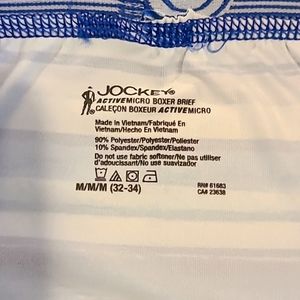 JOCKEY®
ACTIVEMICRO BOXER BRIEF
CALEÇON BOXEUR ACTIVEMICRO
Made in Vietnam/Fabriqué En
Vietnam/Hecho En Vietnam
90% Polyester/Polyester/Poliester
10% Spandex/Spandex/Elastano
Do not use fabric softener/Ne pas utiliser
d'adoucissant/No use suavizador
M/M/M (32-34)
RN# 61683
CA# 23638